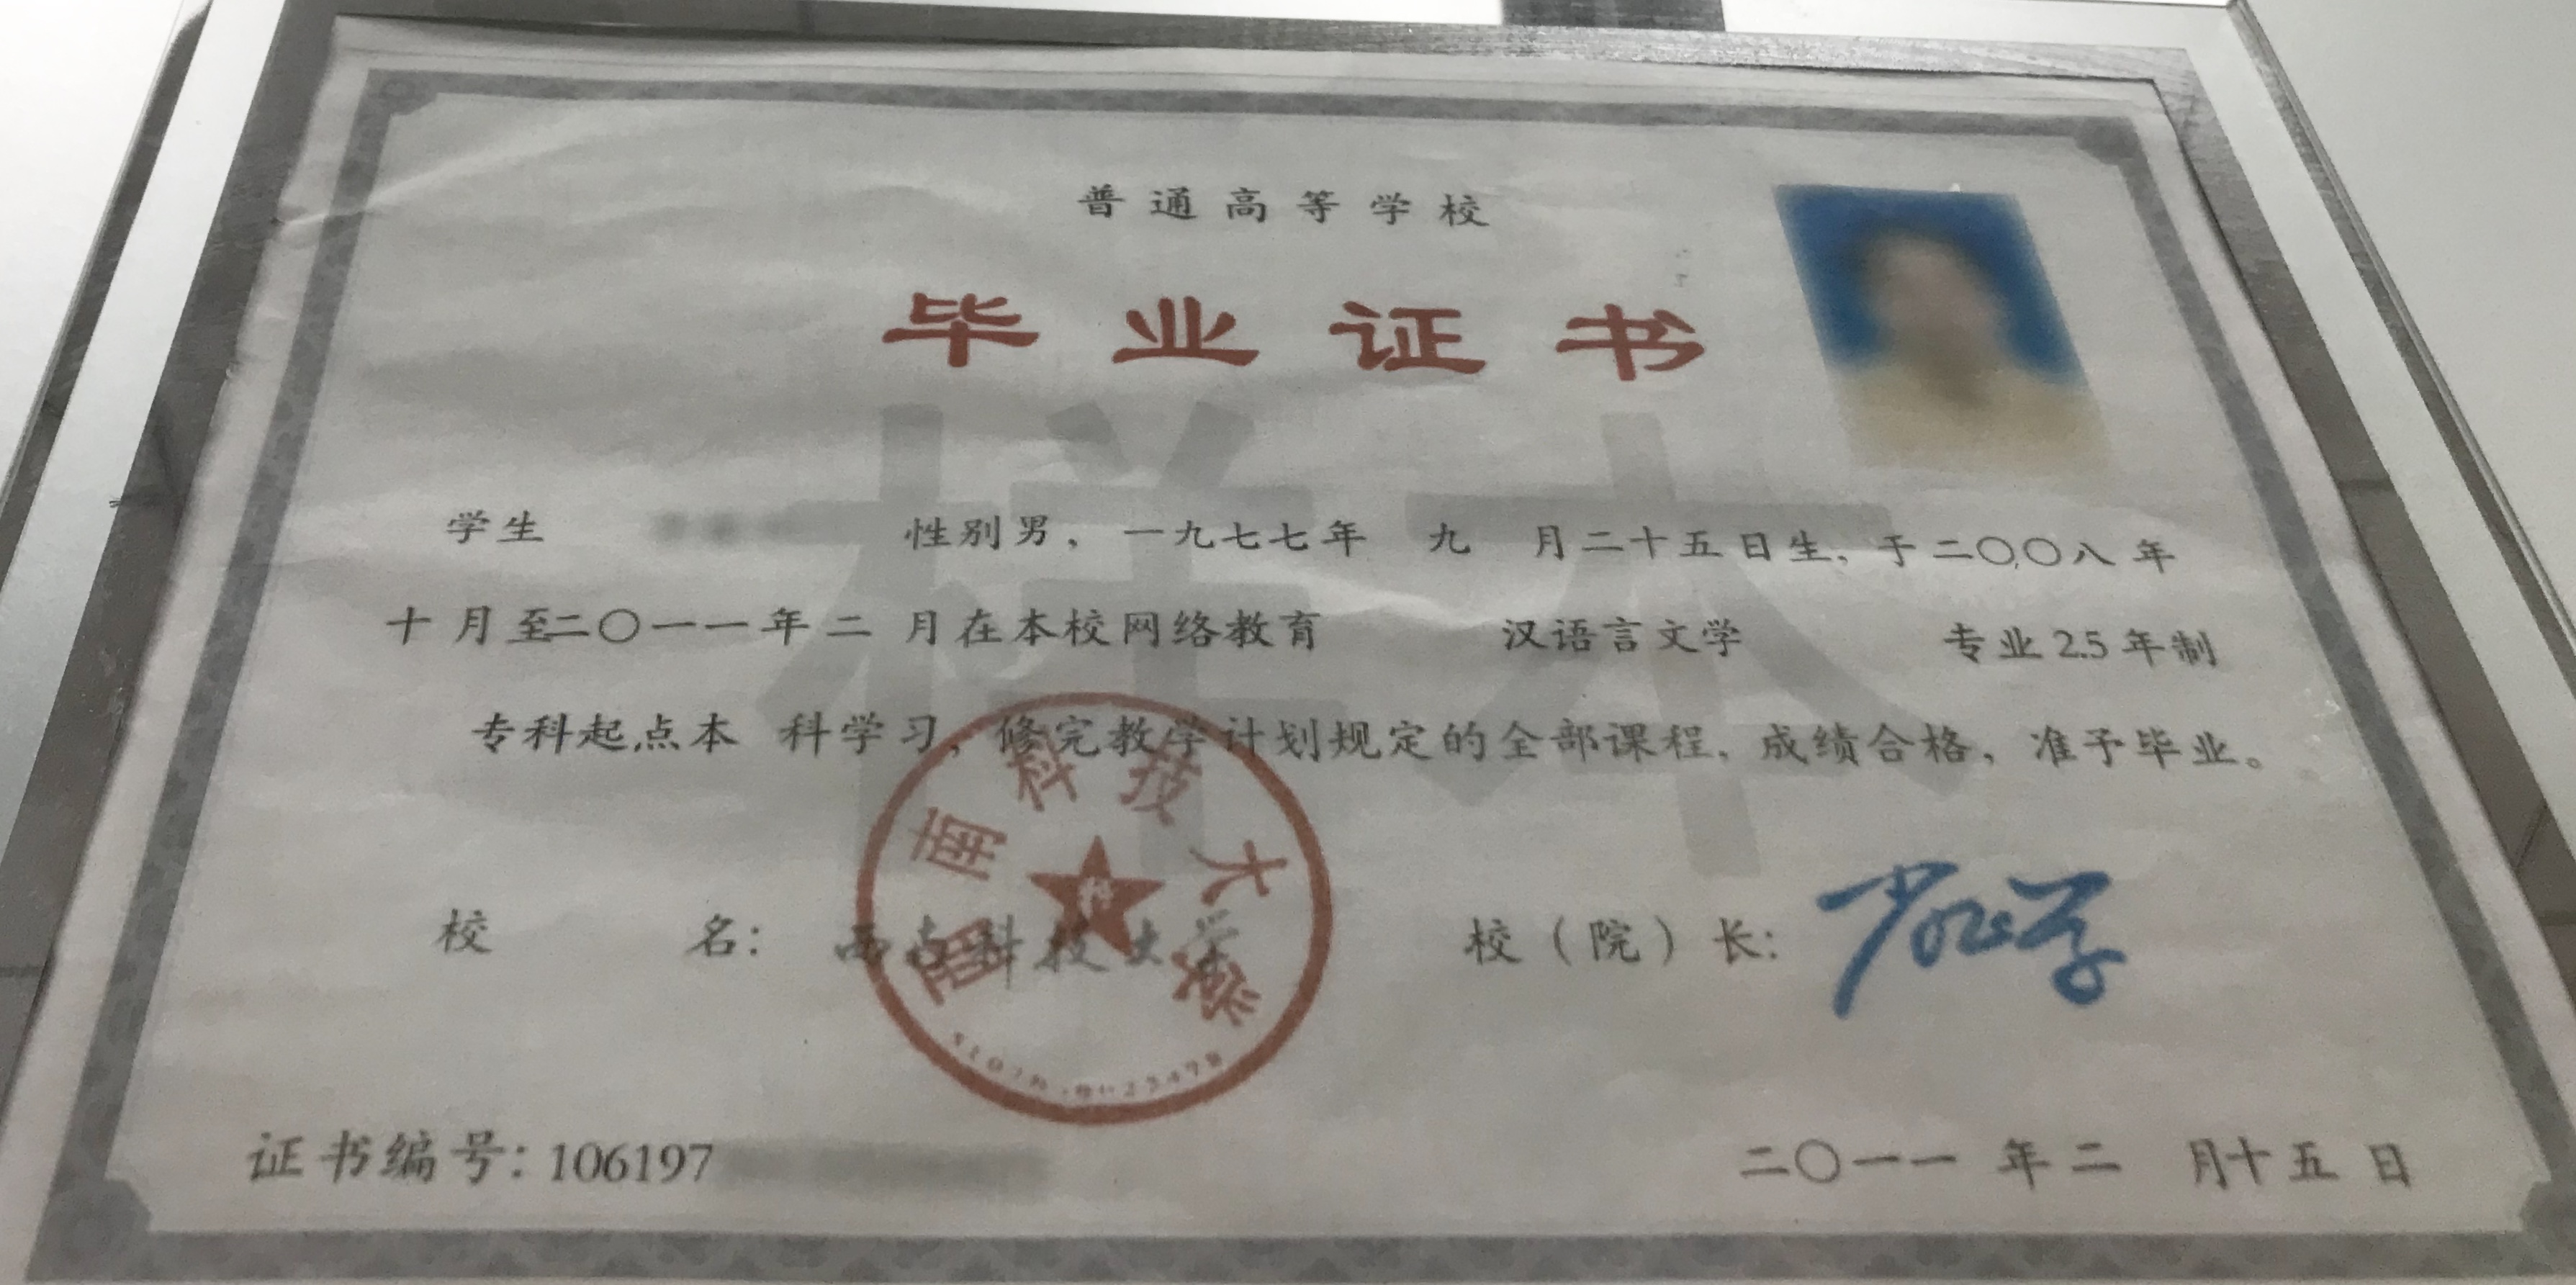 普通高等学校
毕业证书
样本
学生 性别男，一九七七年 九 月二十五日生，于二〇〇八年
十月至二〇一一年二 月在本校网络教育 汉语言文学 专业2.5年制
专科起点本 科学习，修完教学计划规定的全部课程，成绩合格，准予毕业。
西南科技大学
校 名：西南科技大学 校（院）长：
证书编号：106197
二〇一一 年二 月十五 日